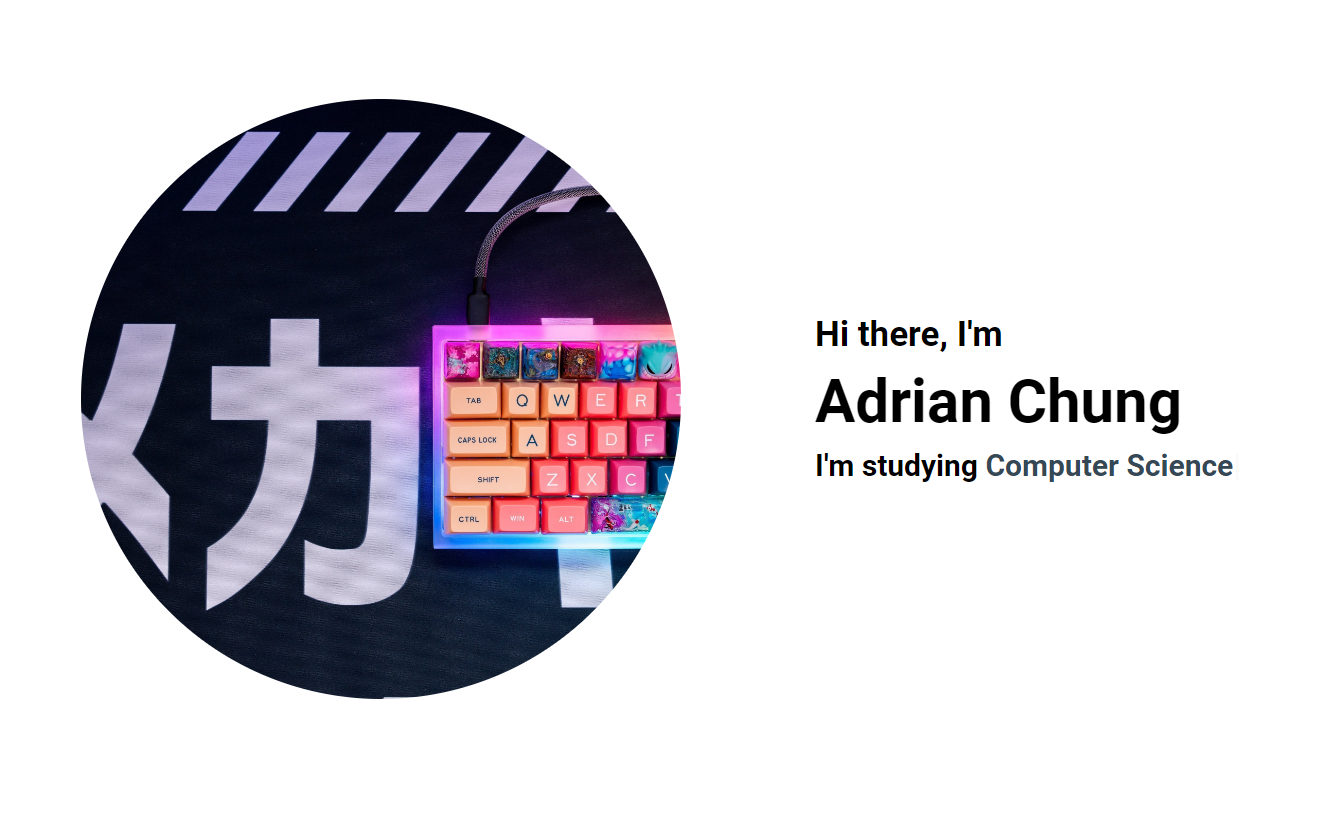 Hi there, I'm
Adrian Chung
I'm studying Computer Science
TAB Q W E R
CAPS LOCK A S D F
SHIFT Z X C
CTRL WIN ALT